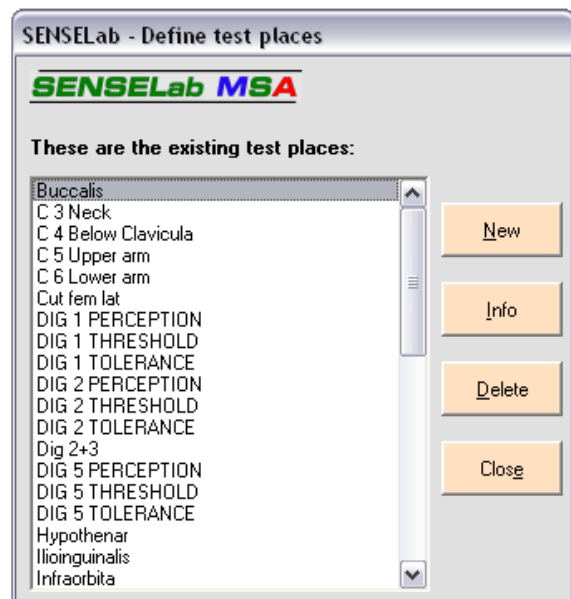 SENSELab - Define test places
SENSELab MSA
These are the existing test places:
Buccalis
C 3 Neck
C 4 Below Clavicula
C 5 Upper arm
C 6 Lower arm
Cut fem lat
DIG 1 PERCEPTION
DIG 1 THRESHOLD
DIG 1 TOLERANCE
DIG 2 PERCEPTION
DIG 2 THRESHOLD
DIG 2 TOLERANCE
Dig 2+3
DIG 5 PERCEPTION
DIG 5 THRESHOLD
DIG 5 TOLERANCE
Hypothenar
Ilioinguinalis
Infraorbita
New
Info
Delete
Close